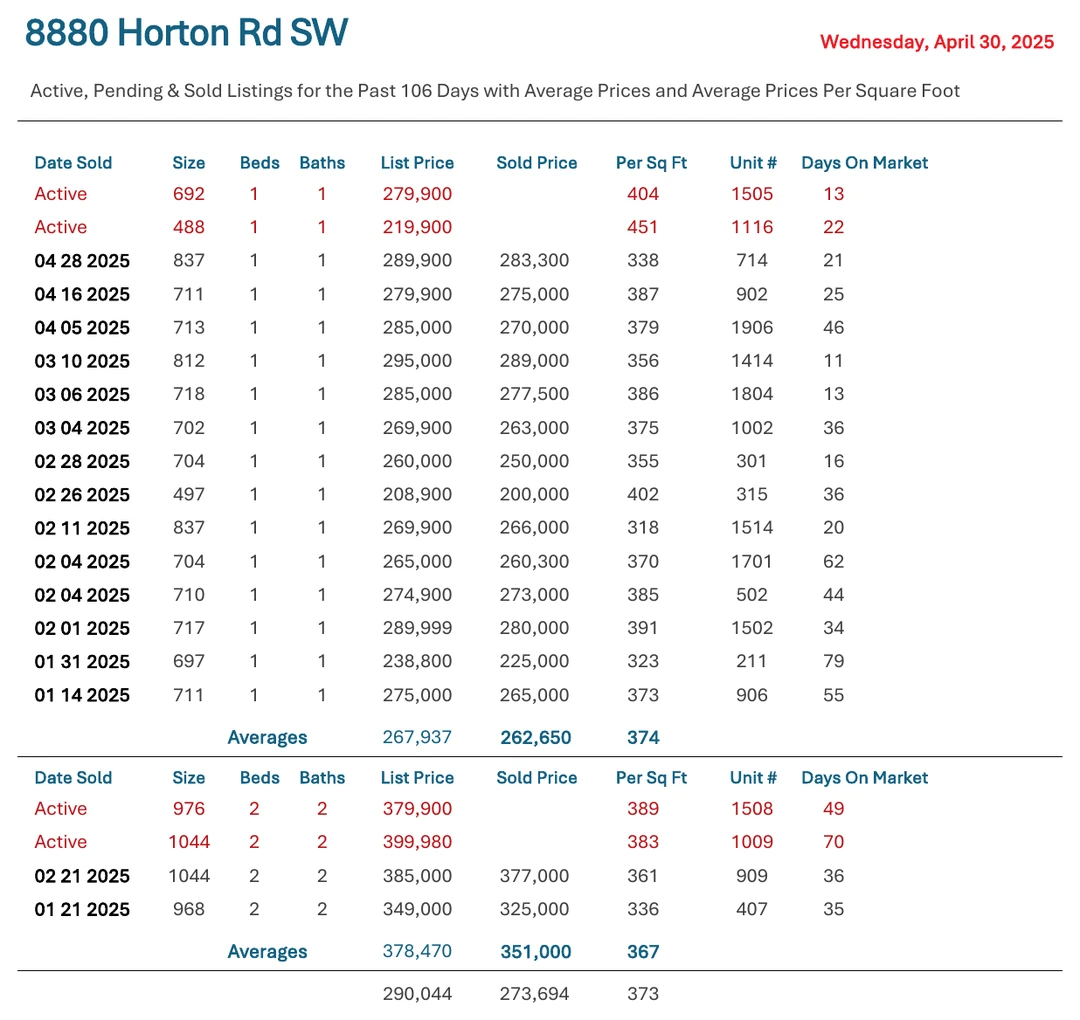 8880 Horton Rd SW
Wednesday, April 30, 2025
Active, Pending & Sold Listings for the Past 106 Days with Average Prices and Average Prices Per Square Foot
Date Sold Size Beds Baths List Price Sold Price Per Sq Ft Unit # Days On Market
Active 692 1 1 279,900 404 1505 13
Active 488 1 1 219,900 451 1116 22
04 28 2025 837 1 1 289,900 283,300 338 714 21
04 16 2025 711 1 1 279,900 275,000 387 902 25
04 05 2025 713 1 1 285,000 270,000 379 1906 46
03 10 2025 812 1 1 295,000 289,000 356 1414 11
03 06 2025 718 1 1 285,000 277,500 386 1804 13
03 04 2025 702 1 1 269,900 263,000 375 1002 36
02 28 2025 704 1 1 260,000 250,000 355 301 16
02 26 2025 497 1 1 208,900 200,000 402 315 36
02 11 2025 837 1 1 269,900 266,000 318 1514 20
02 04 2025 704 1 1 265,000 260,300 370 1701 62
02 04 2025 710 1 1 274,900 273,000 385 502 44
02 01 2025 717 1 1 289,999 280,000 391 1502 34
01 31 2025 697 1 1 238,800 225,000 323 211 79
01 14 2025 711 1 1 275,000 265,000 373 906 55
Averages 267,937 262,650 374
Date Sold Size Beds Baths List Price Sold Price Per Sq Ft Unit # Days On Market
Active 976 2 2 379,900 389 1508 49
Active 1044 2 2 399,980 383 1009 70
02 21 2025 1044 2 2 385,000 377,000 361 909 36
01 21 2025 968 2 2 349,000 325,000 336 407 35
Averages 378,470 351,000 367
290,044 273,694 373